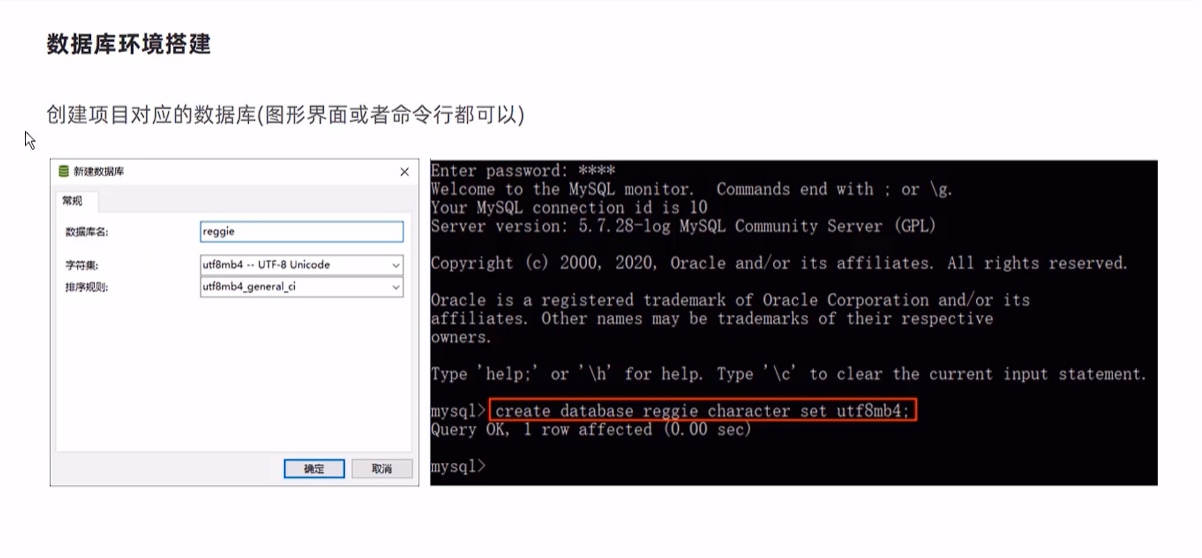 数据库环境搭建
创建项目对应的数据库(图形界面或者命令行都可以)
新建数据库
常规
数据库名: reggie
字符集: utf8mb4 -- UTF-8 Unicode
排序规则: utf8mb4_general_ci
确定 取消
Enter password: ****
Welcome to the MySQL monitor.  Commands end with ; or \g.
Your MySQL connection id is 10
Server version: 5.7.28-log MySQL Community Server (GPL)
Copyright (c) 2000, 2020, Oracle and/or its affiliates. All rights reserved.
Oracle is a registered trademark of Oracle Corporation and/or its
affiliates. Other names may be trademarks of their respective
owners.
Type 'help;' or '\h' for help. Type '\c' to clear the current input statement.
mysql> create database reggie character set utf8mb4;
Query OK, 1 row affected (0.00 sec)
mysql>